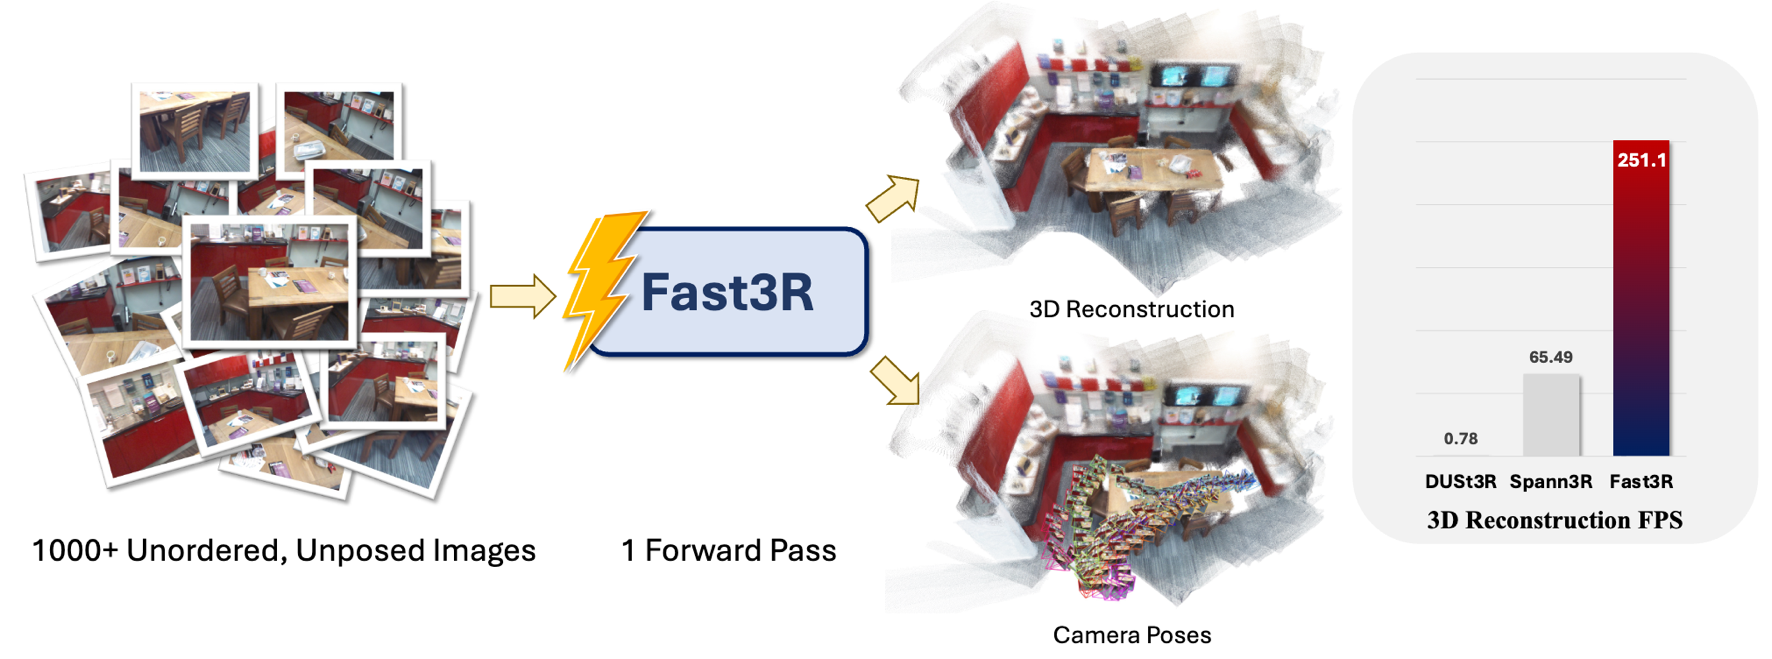 1000+ Unordered, Unposed Images
Fast3R
1 Forward Pass
3D Reconstruction
Camera Poses
251.1
65.49
0.78
DUSt3R Spann3R Fast3R
3D Reconstruction FPS